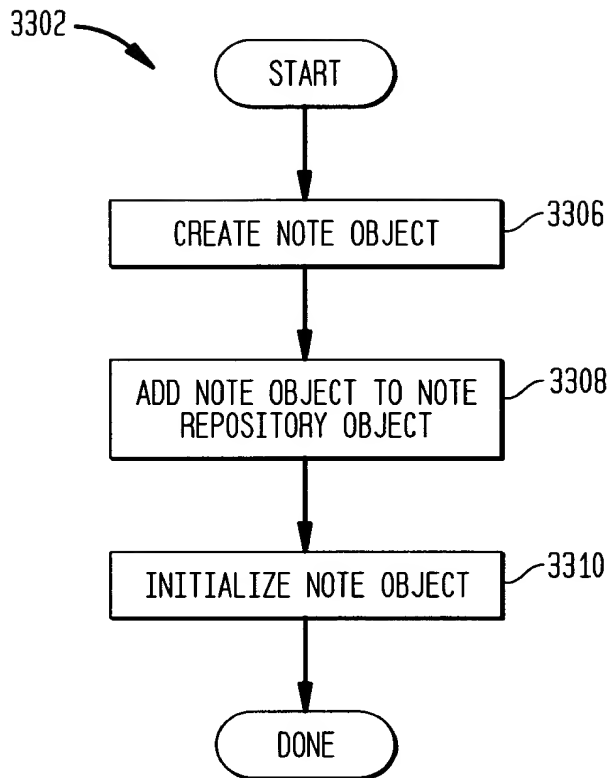 3302
START
CREATE NOTE OBJECT
3306
ADD NOTE OBJECT TO NOTE
REPOSITORY OBJECT
3308
INITIALIZE NOTE OBJECT
3310
DONE